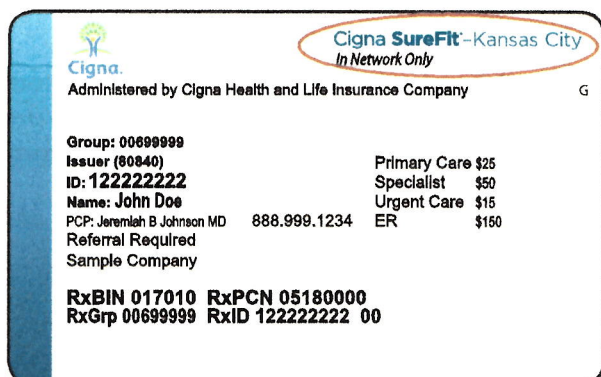 Cigna SureFit®–Kansas City
In Network Only
Cigna.
Administered by Cigna Health and Life Insurance Company G
Group: 00699999
Issuer (80840)
ID: 122222222
Name: John Doe
PCP: Jeremiah B Johnson MD 888.999.1234
Referral Required
Sample Company
Primary Care $25
Specialist $50
Urgent Care $15
ER $150
RxBIN 017010 RxPCN 05180000
RxGrp 00699999 RxID 122222222 00